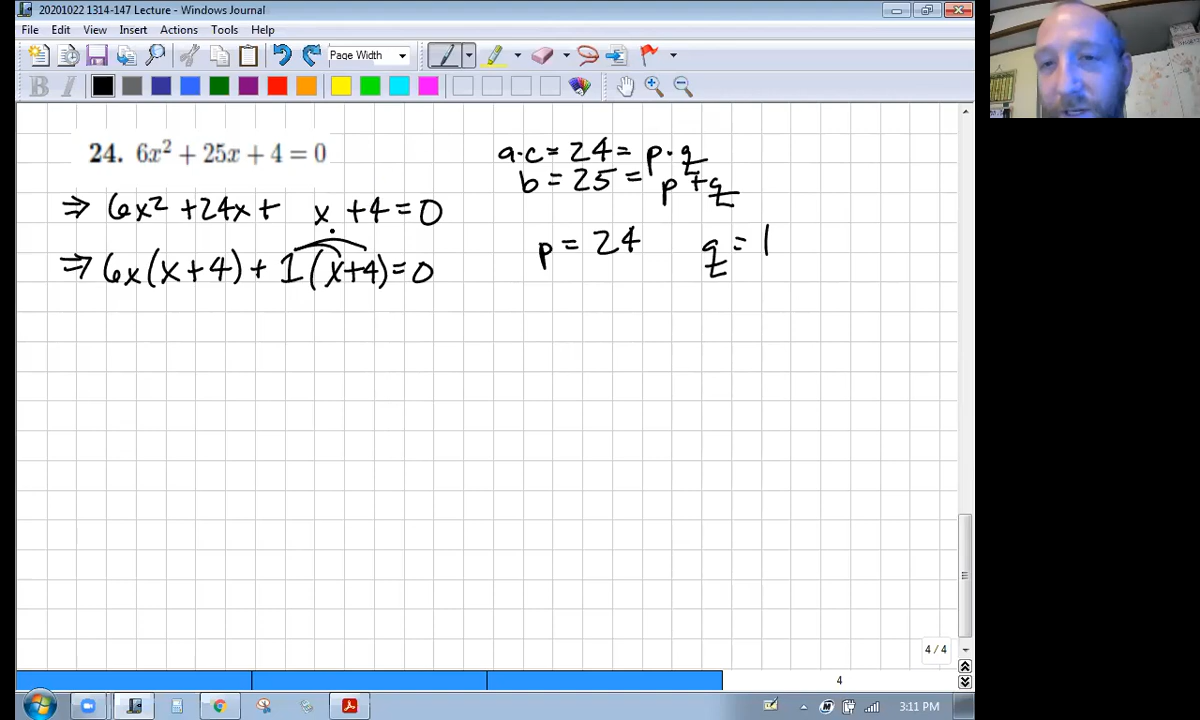 20201022 1314-147 Lecture - Windows Journal
File Edit View Insert Actions Tools Help
Page Width
B I
24. 6x² + 25x + 4 = 0
a·c = 24 = p·q
b = 25 = p + q
⇒ 6x² + 24x + x + 4 = 0
p = 24 q = 1
⇒ 6x(x+4) + 1(x+4) = 0
4 / 4
4
3:11 PM